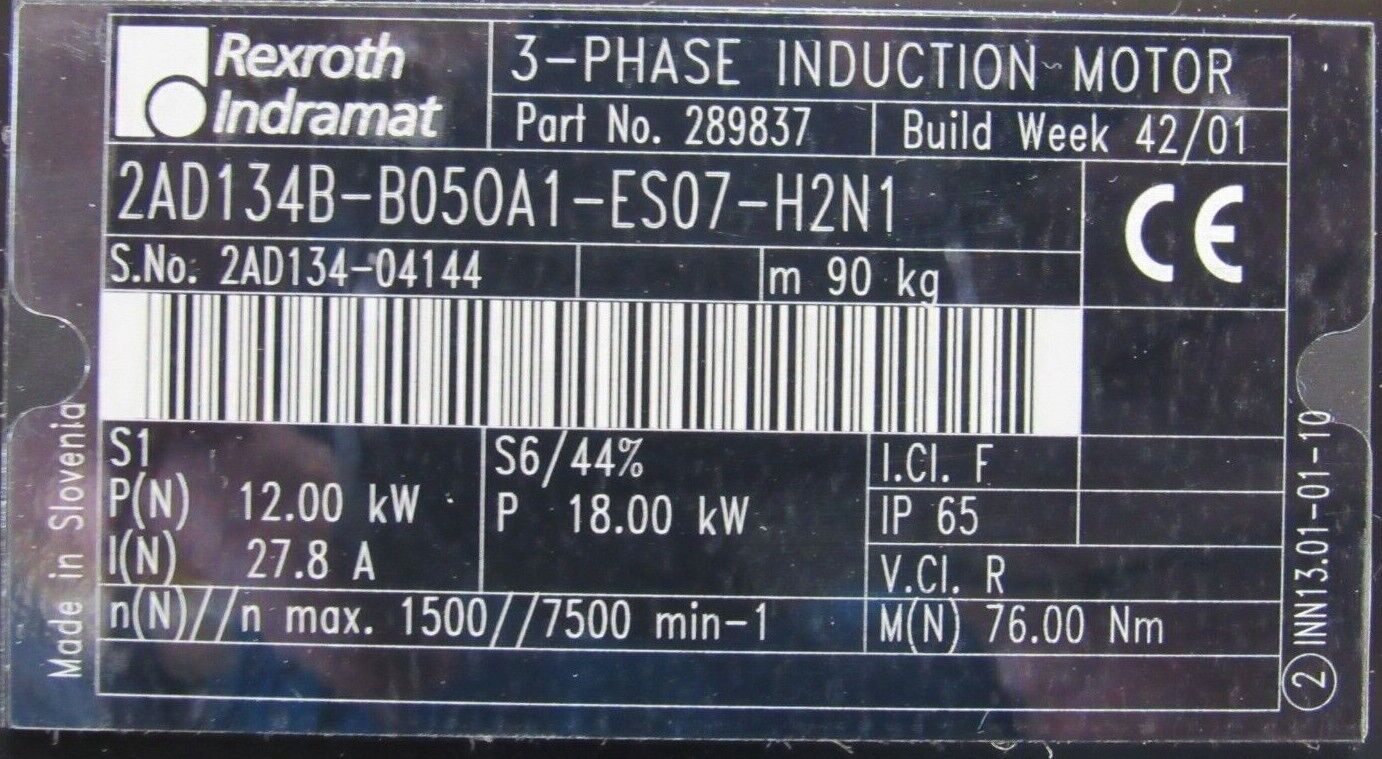 Rexroth
Indramat
3-PHASE INDUCTION MOTOR
Part No. 289837
Build Week 42/01
2AD134B-B050A1-ES07-H2N1
CE
S.No. 2AD134-04144
m 90 kg
S1
P(N) 12.00 kW
I(N) 27.8 A
S6/44%
P 18.00 kW
I.Cl. F
IP 65
V.Cl. R
n(N)//n max. 1500//7500 min-1
M(N) 76.00 Nm
Made in Slovenia
2 INN13.01-01-10